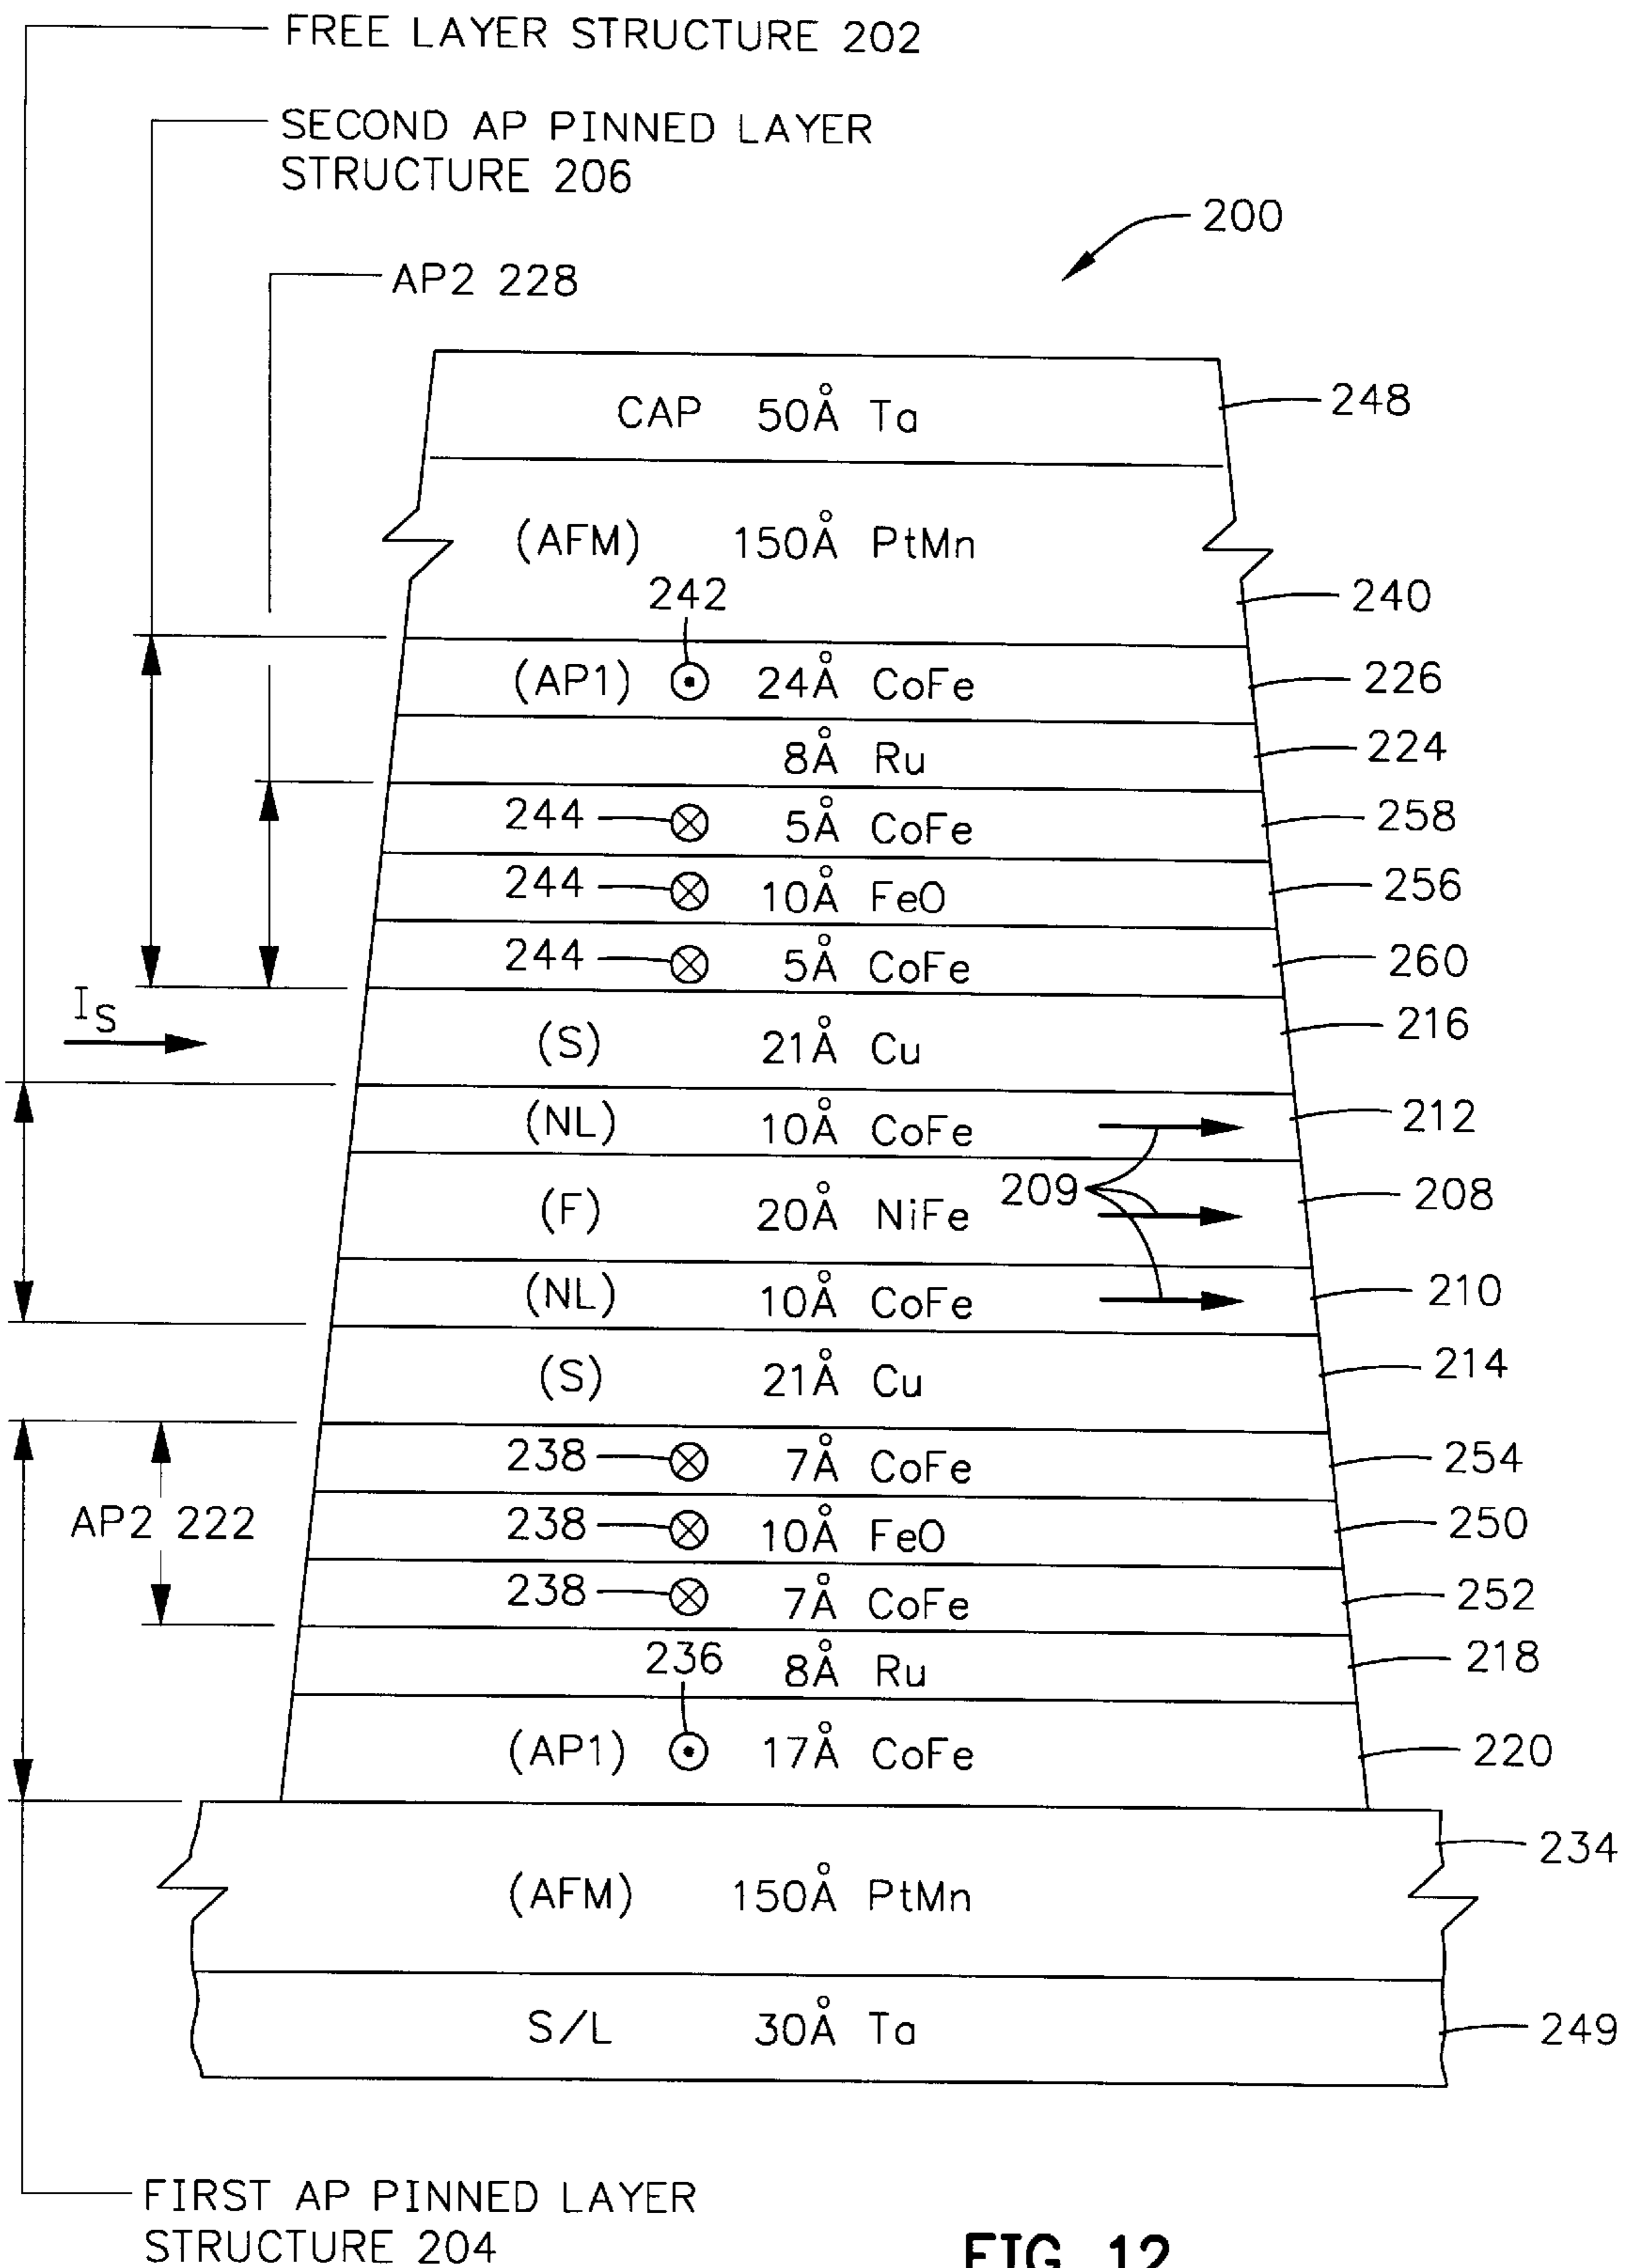 FREE LAYER STRUCTURE 202
SECOND AP PINNED LAYER
STRUCTURE 206
200
AP2 228
CAP 50Å Ta 248
(AFM) 150Å PtMn
242
240
(AP1) 24Å CoFe 226
8Å Ru 224
244 5Å CoFe 258
244 10Å FeO 256
244 5Å CoFe 260
IS
(S) 21Å Cu 216
(NL) 10Å CoFe 212
(F) 20Å NiFe 209 208
(NL) 10Å CoFe 210
(S) 21Å Cu 214
238 7Å CoFe 254
AP2 222 238 10Å FeO 250
238 7Å CoFe 252
236 8Å Ru 218
(AP1) 17Å CoFe 220
234
(AFM) 150Å PtMn
S/L 30Å Ta 249
FIRST AP PINNED LAYER
STRUCTURE 204
FIG. 12